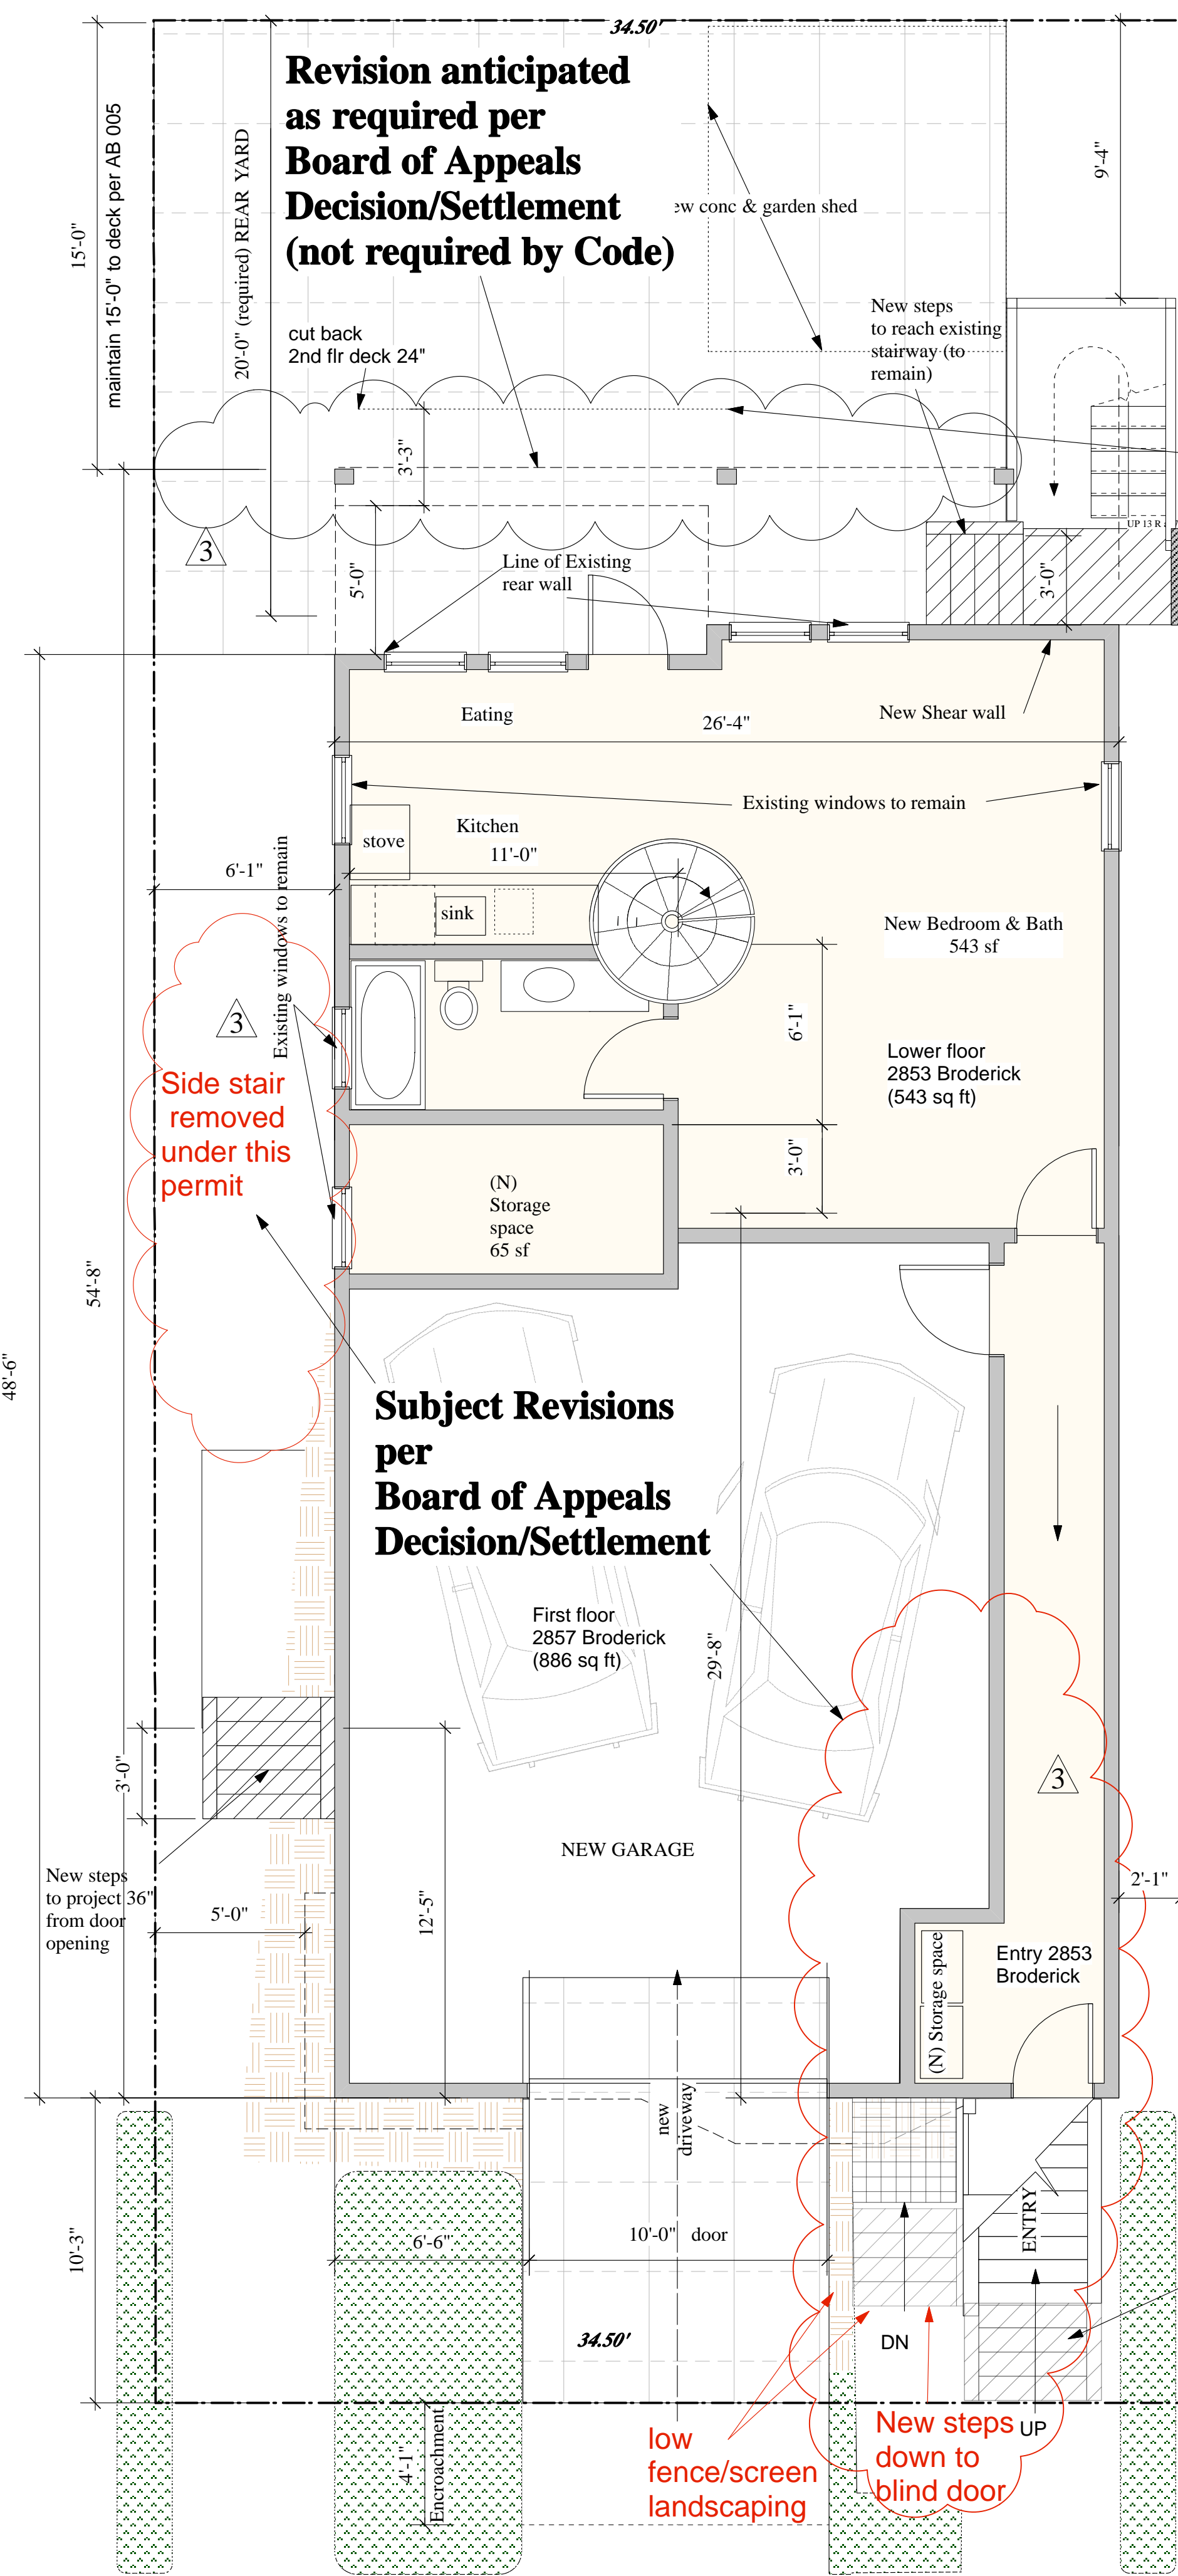 34.50'
Revision anticipated
as required per
Board of Appeals
Decision/Settlement
(not required by Code)
15'-0"
maintain 15'-0" to deck per AB 005
20'-0" (required) REAR YARD
9'-4"
ew conc & garden shed
cut back
2nd flr deck 24"
New steps
to reach existing
stairway (to
remain)
3'-3"
3
UP 13 R
5'-0"
Line of Existing
rear wall
3'-0"
Eating
26'-4"
New Shear wall
Existing windows to remain
stove
Kitchen
11'-0"
6'-1"
Existing windows to remain
sink
New Bedroom & Bath
543 sf
3
6'-1"
Lower floor
2853 Broderick
(543 sq ft)
Side stair
removed
under this
permit
3'-0"
(N)
Storage
space
65 sf
54'-8"
48'-6"
Subject Revisions
per
Board of Appeals
Decision/Settlement
First floor
2857 Broderick
(886 sq ft)
29'-8"
3'-0"
3
NEW GARAGE
New steps
to project 36"
from door
opening
5'-0"
12'-5"
2'-1"
(N) Storage space
Entry 2853
Broderick
new
driveway
10'-3"
6'-6"
10'-0" door
ENTRY
34.50'
DN
4'-1"
Encroachment
low
fence/screen
landscaping
New steps
down to
blind door
UP